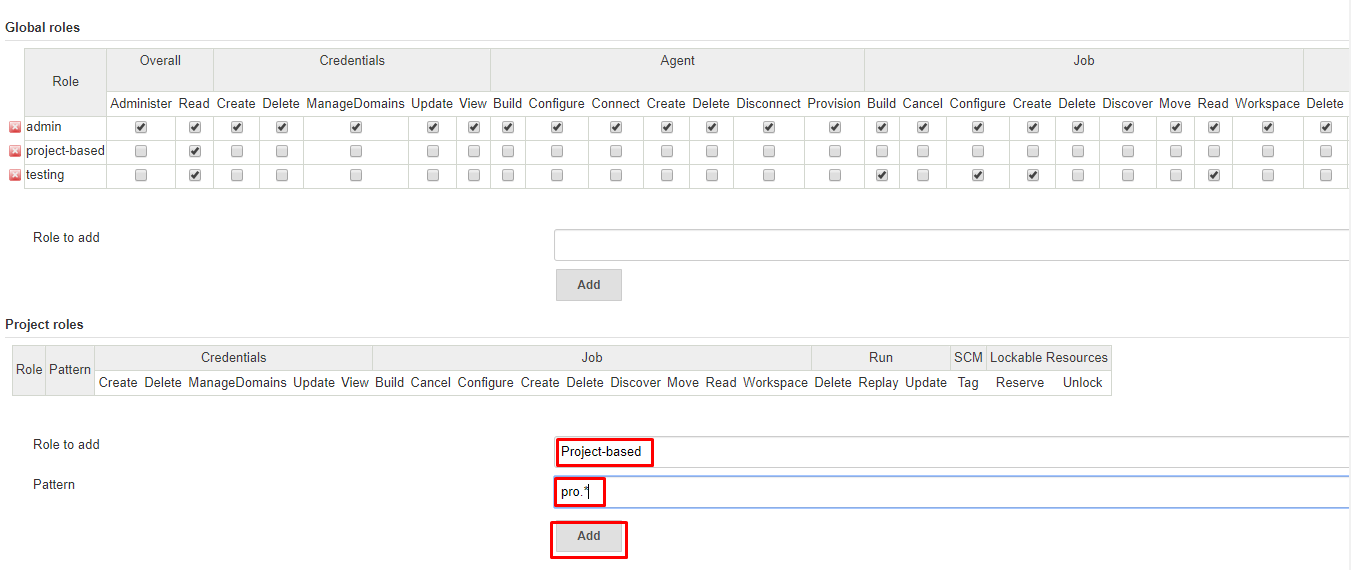 Global roles
Role Overall Credentials Agent Job
Administer Read Create Delete ManageDomains Update View Build Configure Connect Create Delete Disconnect Provision Build Cancel Configure Create Delete Discover Move Read Workspace Delete
admin
project-based
testing
Role to add
Add
Project roles
Role Pattern Credentials Job Run SCM Lockable Resources
Create Delete ManageDomains Update View Build Cancel Configure Create Delete Discover Move Read Workspace Delete Replay Update Tag Reserve Unlock
Role to add Project-based
Pattern pro.*
Add